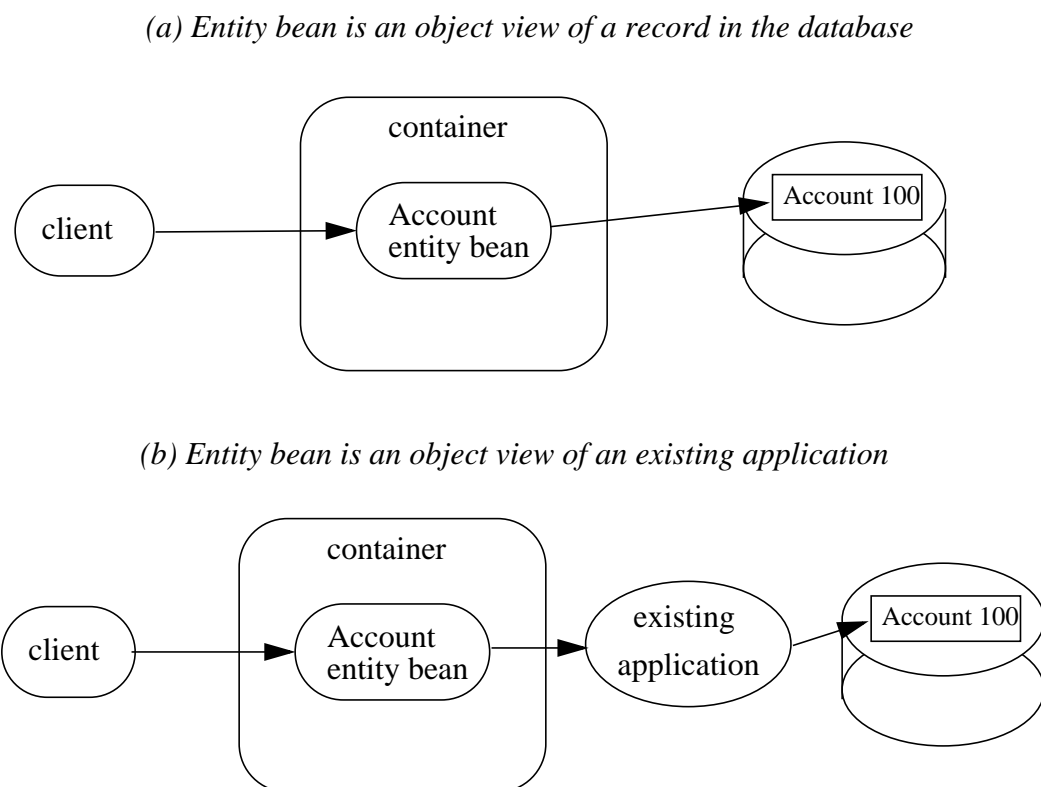 (a) Entity bean is an object view of a record in the database
container
client
Account
entity bean
Account 100
(b) Entity bean is an object view of an existing application
container
client
Account
entity bean
existing
application
Account 100